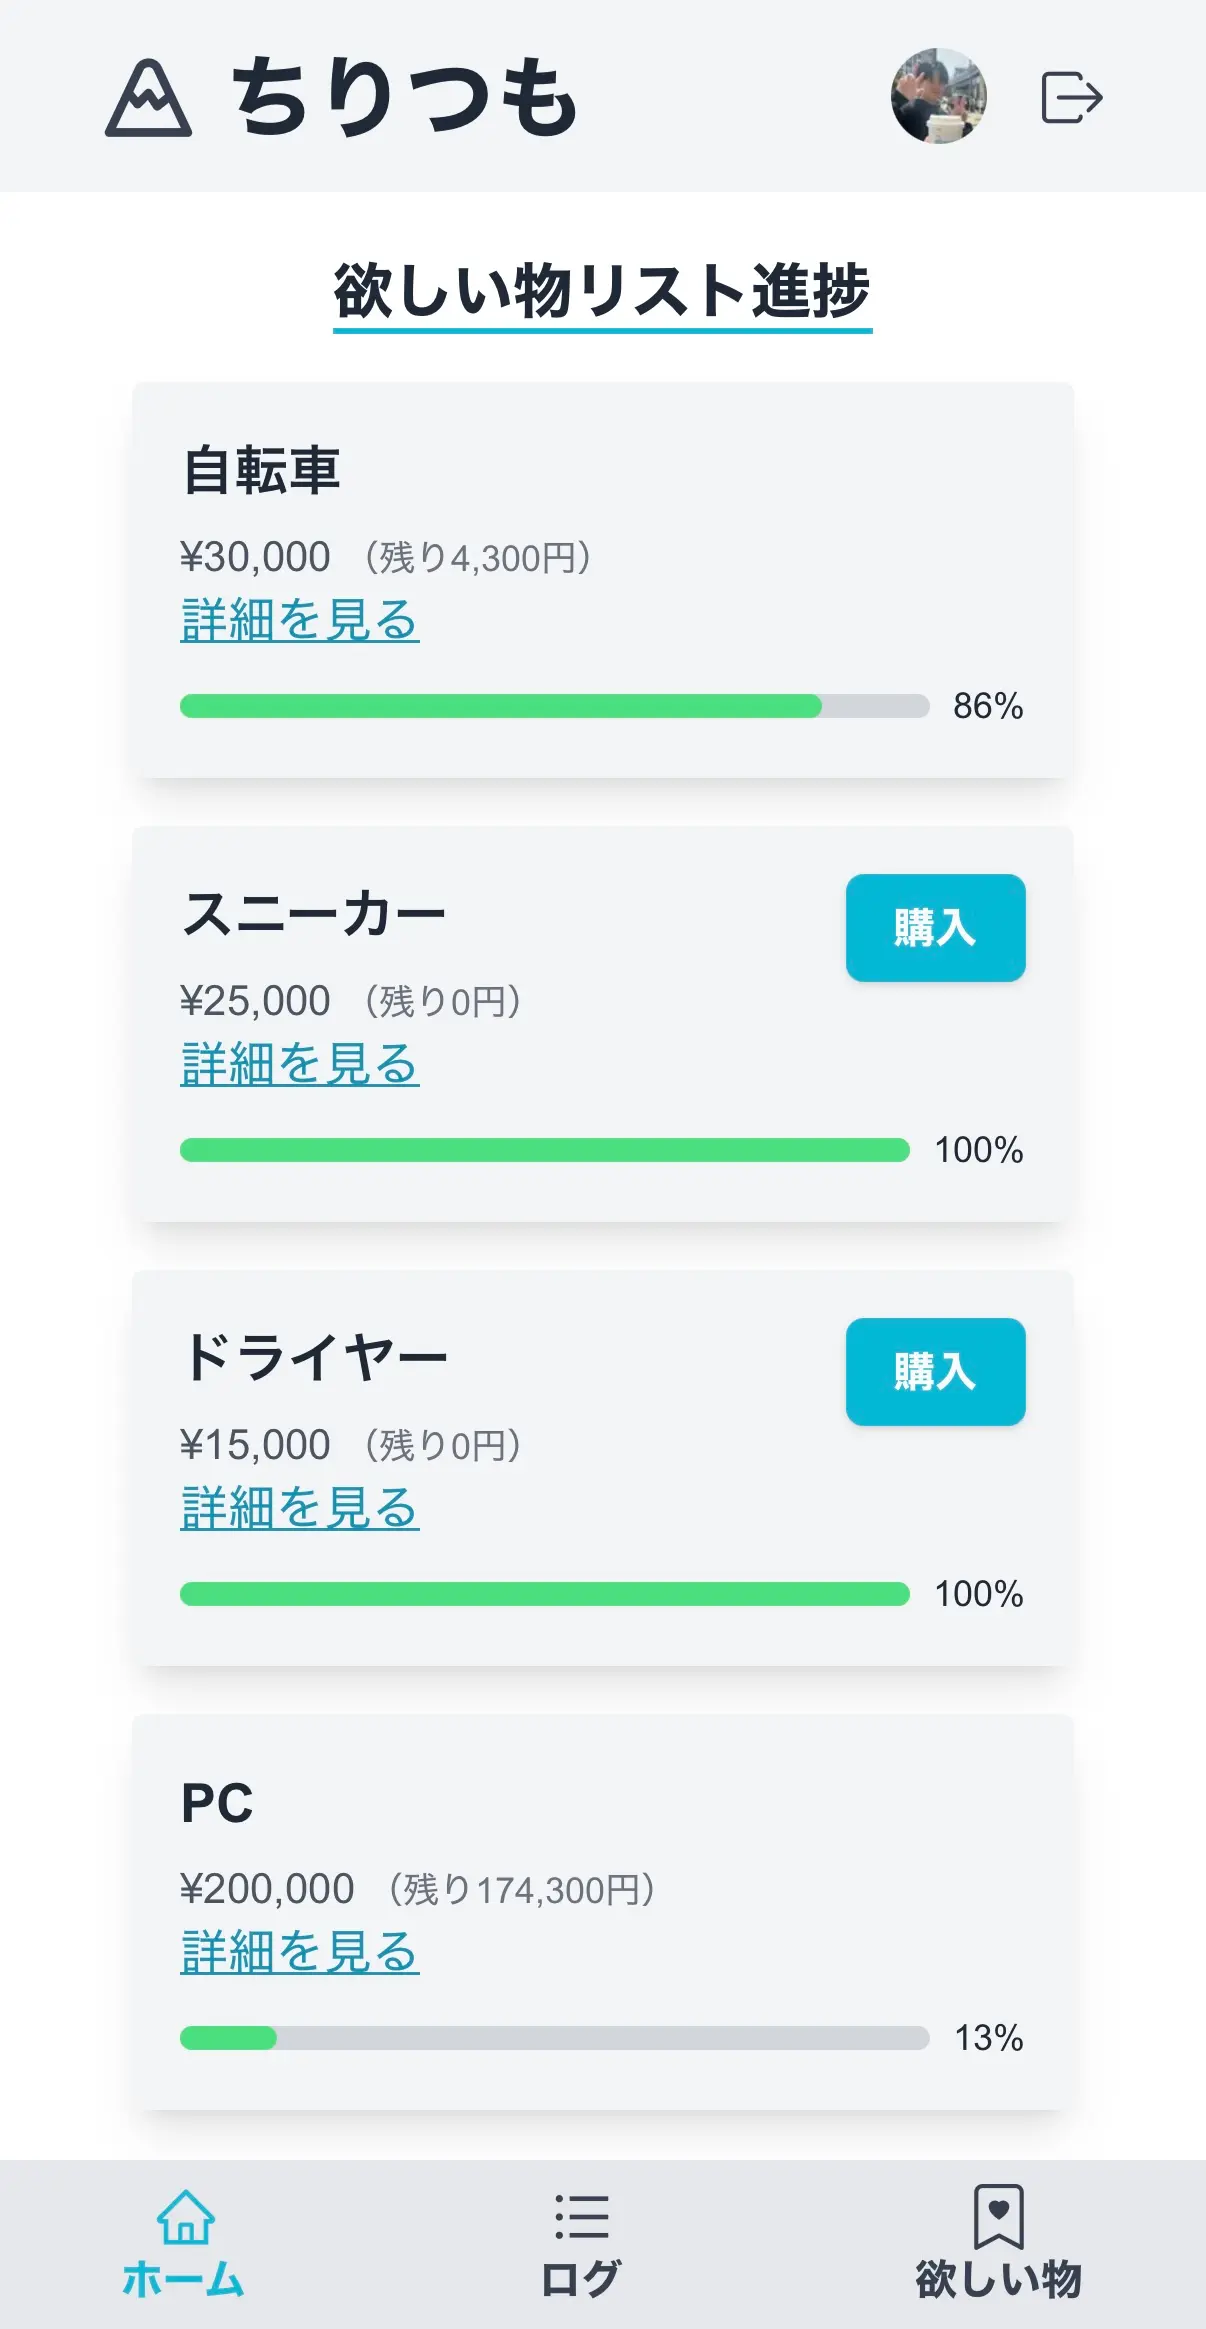 ちりつも
欲しい物リスト進捗
自転車
¥30,000 （残り4,300円）
詳細を見る
86%
スニーカー
購入
¥25,000 （残り0円）
詳細を見る
100%
ドライヤー
購入
¥15,000 （残り0円）
詳細を見る
100%
PC
¥200,000 （残り174,300円）
詳細を見る
13%
ホーム ログ 欲しい物